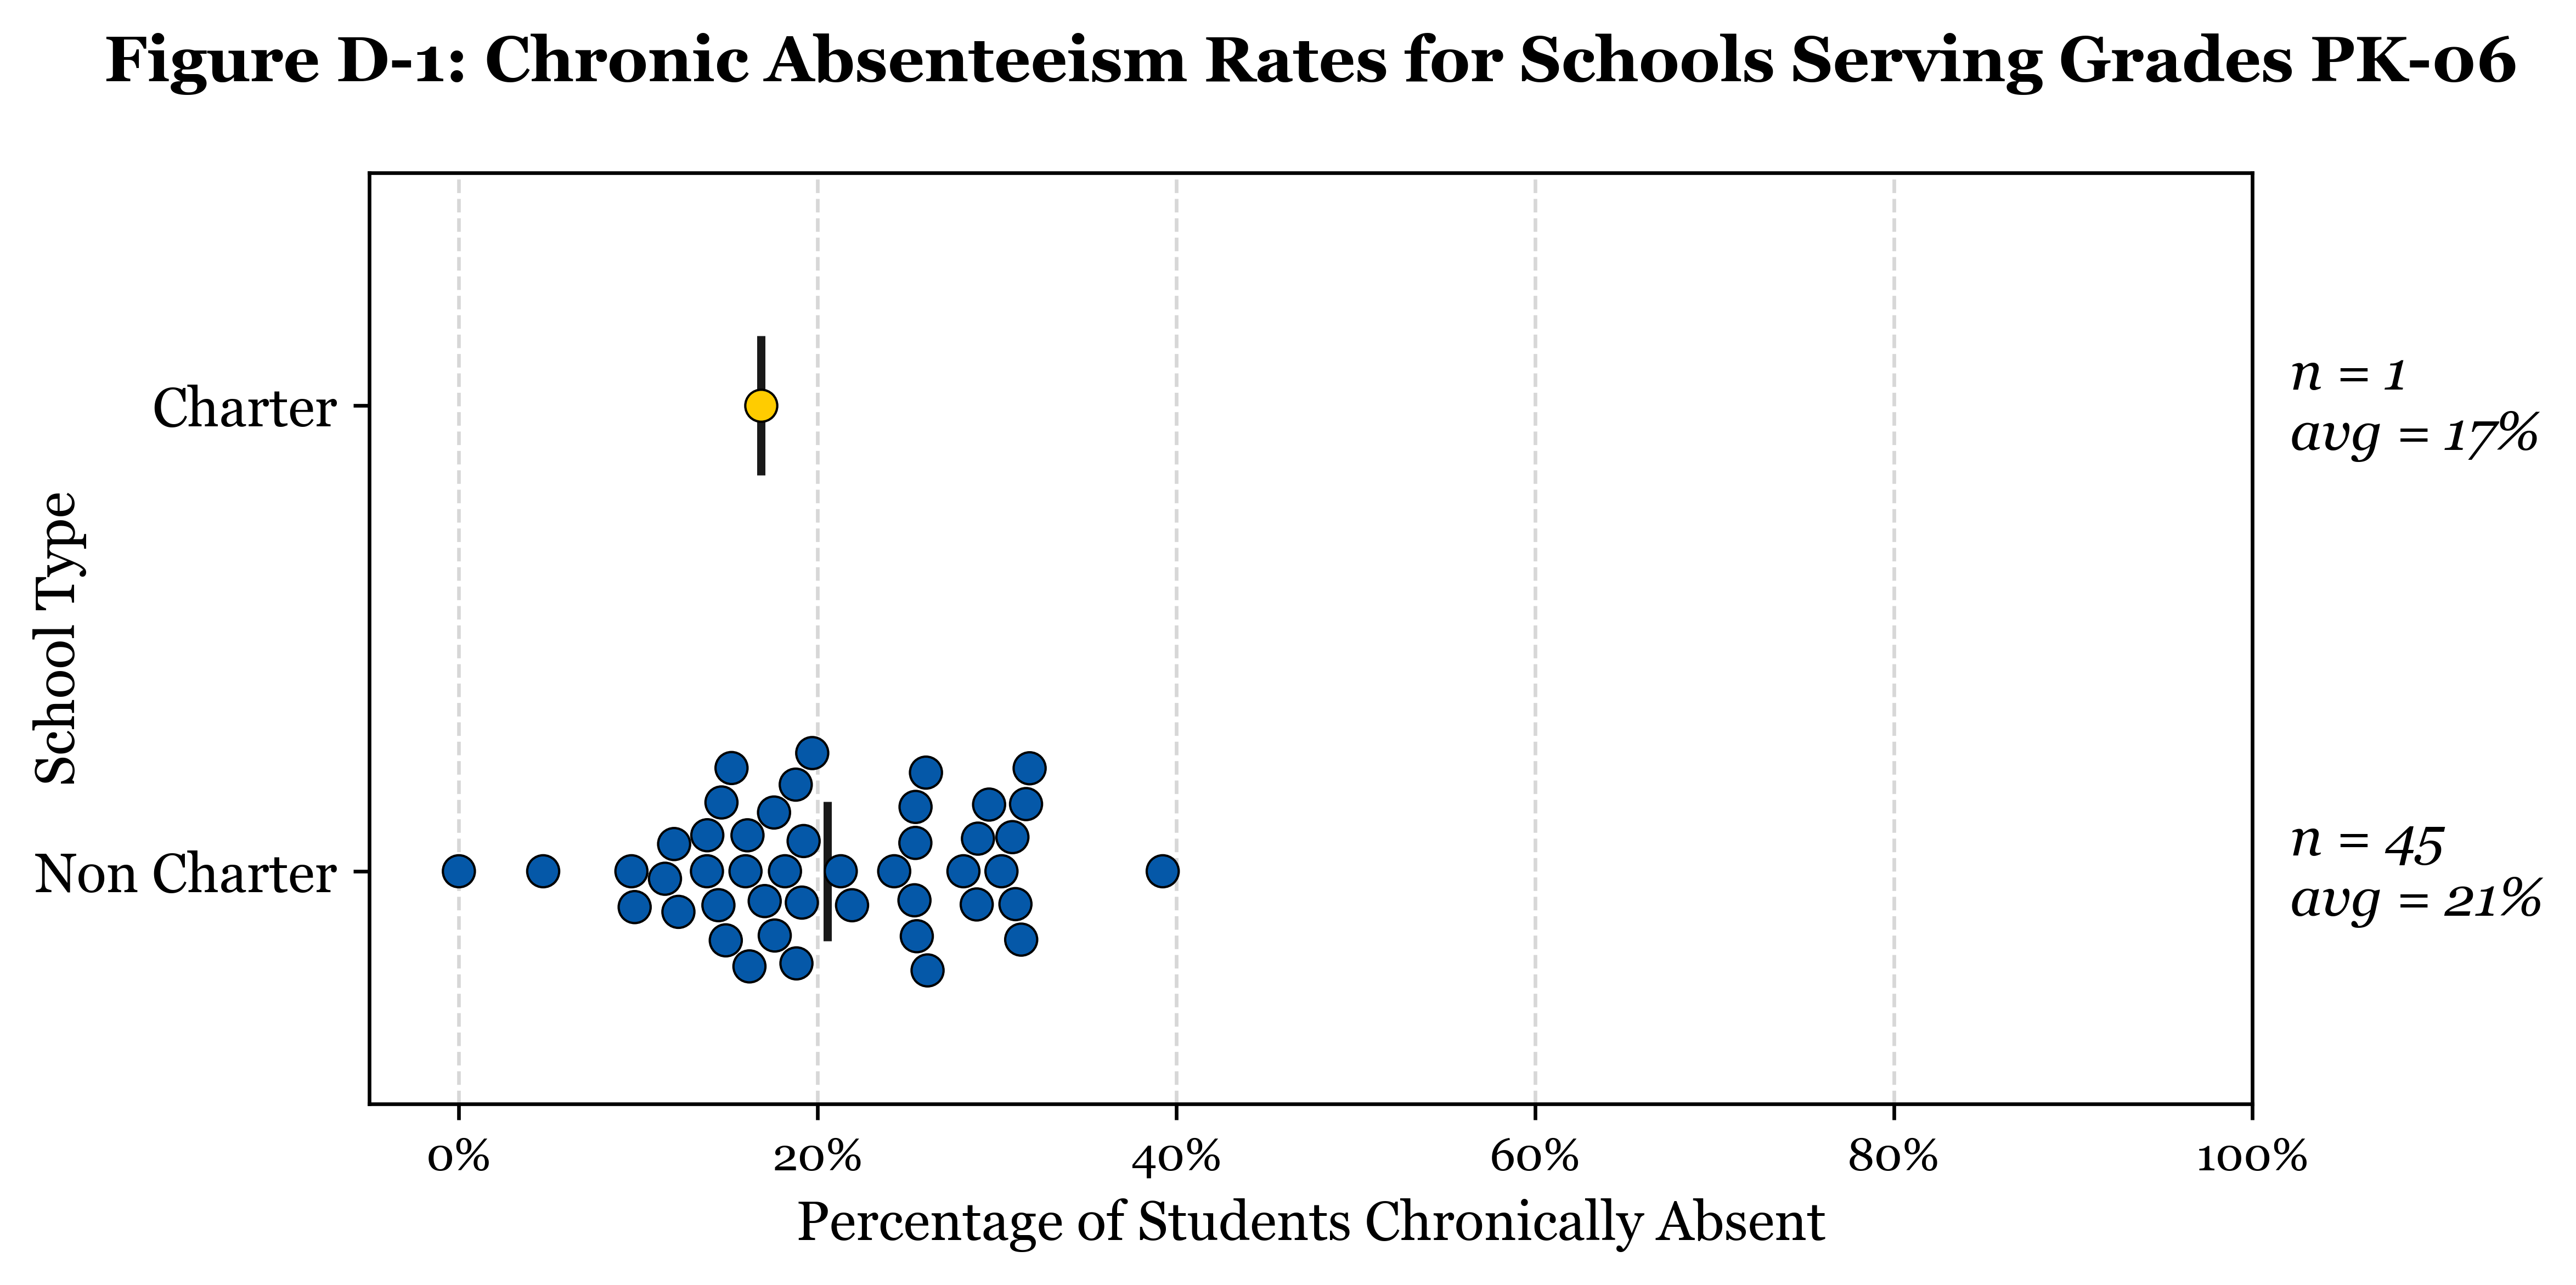 Figure D-1: Chronic Absenteeism Rates for Schools Serving Grades PK-06
School Type
Charter
n = 1
avg = 17%
Non Charter
n = 45
avg = 21%
0%
20%
40%
60%
80%
100%
Percentage of Students Chronically Absent